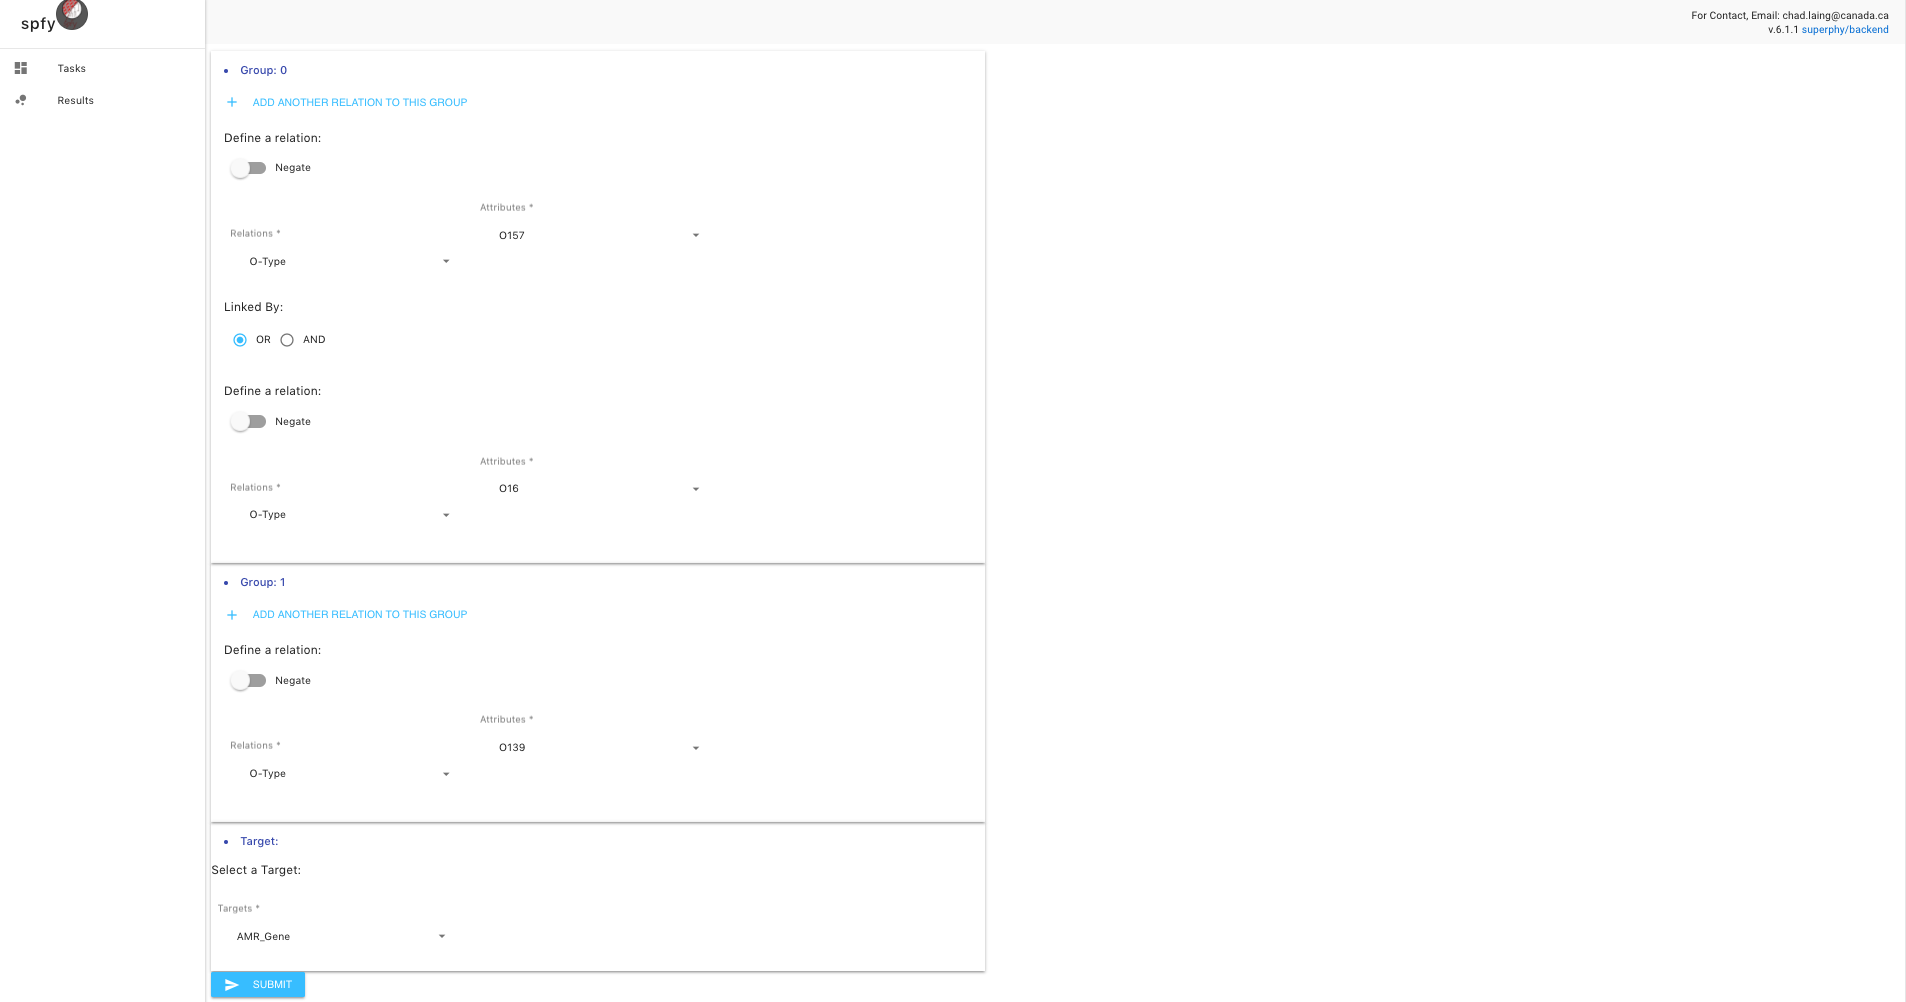 spfy
For Contact, Email: chad.laing@canada.ca
v.6.1.1 superphy/backend
Tasks
Results
Group: 0
ADD ANOTHER RELATION TO THIS GROUP
Define a relation:
Negate
Attributes *
O157
Relations *
O-Type
Linked By:
OR AND
Define a relation:
Negate
Attributes *
O16
Relations *
O-Type
Group: 1
ADD ANOTHER RELATION TO THIS GROUP
Define a relation:
Negate
Attributes *
O139
Relations *
O-Type
Target:
Select a Target:
Targets *
AMR_Gene
SUBMIT